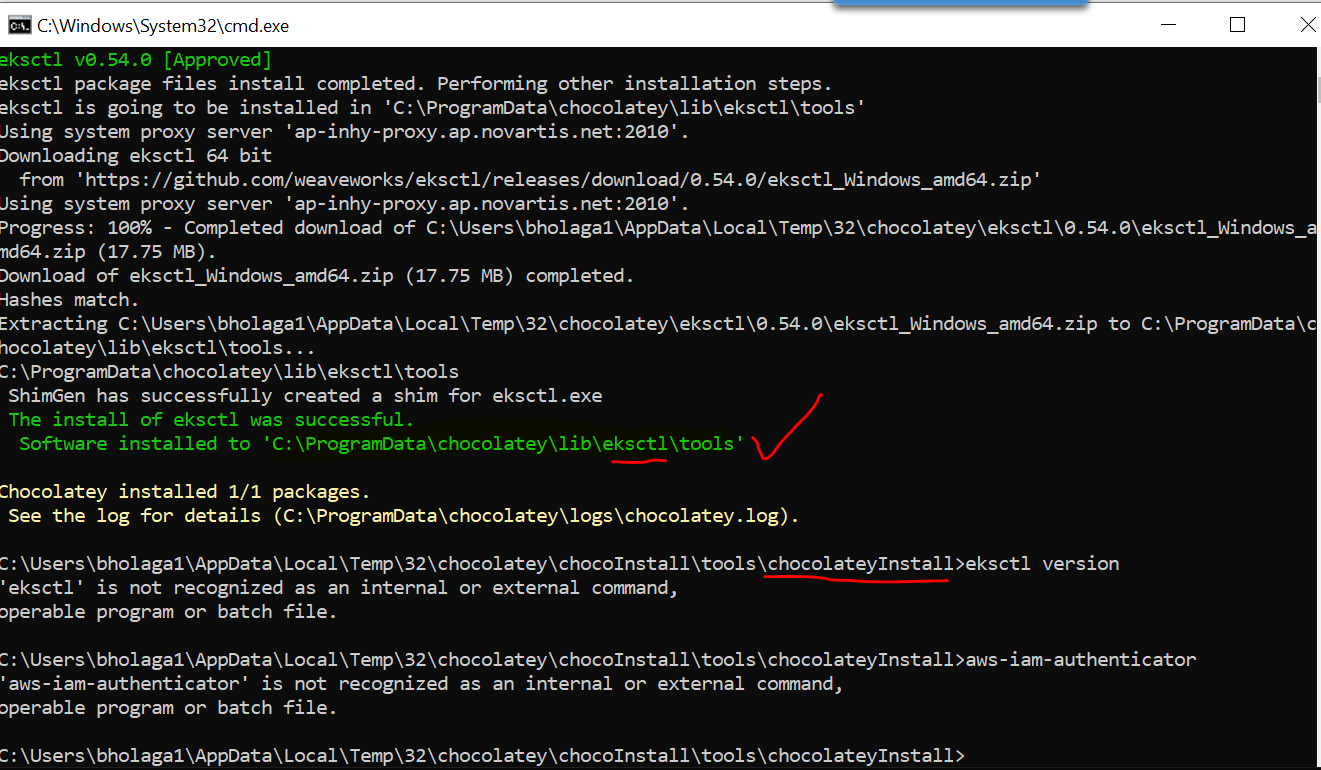 C:\Windows\System32\cmd.exe
eksctl v0.54.0 [Approved]
eksctl package files install completed. Performing other installation steps.
eksctl is going to be installed in 'C:\ProgramData\chocolatey\lib\eksctl\tools'
Using system proxy server 'ap-inhy-proxy.ap.novartis.net:2010'.
Downloading eksctl 64 bit
  from 'https://github.com/weaveworks/eksctl/releases/download/0.54.0/eksctl_Windows_amd64.zip'
Using system proxy server 'ap-inhy-proxy.ap.novartis.net:2010'.
Progress: 100% - Completed download of C:\Users\bholaga1\AppData\Local\Temp\32\chocolatey\eksctl\0.54.0\eksctl_Windows_a
md64.zip (17.75 MB).
Download of eksctl_Windows_amd64.zip (17.75 MB) completed.
Hashes match.
Extracting C:\Users\bholaga1\AppData\Local\Temp\32\chocolatey\eksctl\0.54.0\eksctl_Windows_amd64.zip to C:\ProgramData\c
hocolatey\lib\eksctl\tools...
C:\ProgramData\chocolatey\lib\eksctl\tools
 ShimGen has successfully created a shim for eksctl.exe
 The install of eksctl was successful.
  Software installed to 'C:\ProgramData\chocolatey\lib\eksctl\tools'
Chocolatey installed 1/1 packages.
 See the log for details (C:\ProgramData\chocolatey\logs\chocolatey.log).
C:\Users\bholaga1\AppData\Local\Temp\32\chocolatey\chocoInstall\tools\chocolateyInstall>eksctl version
'eksctl' is not recognized as an internal or external command,
operable program or batch file.
C:\Users\bholaga1\AppData\Local\Temp\32\chocolatey\chocoInstall\tools\chocolateyInstall>aws-iam-authenticator
'aws-iam-authenticator' is not recognized as an internal or external command,
operable program or batch file.
C:\Users\bholaga1\AppData\Local\Temp\32\chocolatey\chocoInstall\tools\chocolateyInstall>